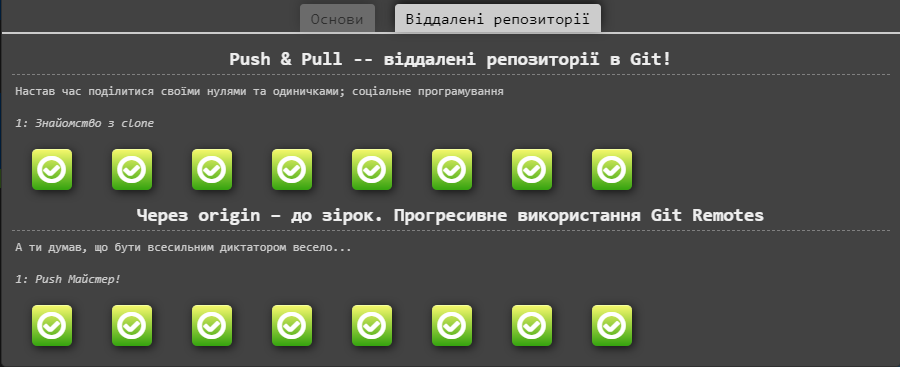 Основи
Віддалені репозиторії
Push & Pull -- віддалені репозиторії в Git!
Настав час поділитися своїми нулями та одиничками; соціальне програмування
1: Знайомство з clone
Через origin – до зірок. Прогресивне використання Git Remotes
А ти думав, що бути всесильним диктатором весело...
1: Push Майстер!